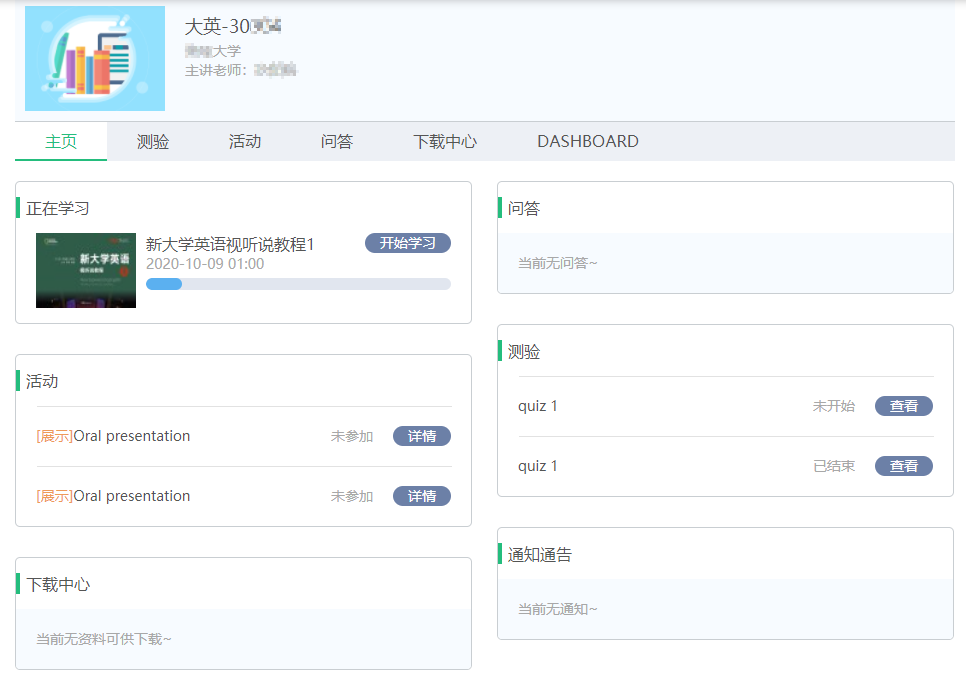 大英-30
大学
主讲老师：
主页 测验 活动 问答 下载中心 DASHBOARD
正在学习
新大学英语
视听说教程
新大学英语视听说教程1
开始学习
2020-10-09 01:00
活动
[展示]Oral presentation 未参加 详情
[展示]Oral presentation 未参加 详情
下载中心
当前无资料可供下载~
问答
当前无问答~
测验
quiz 1 未开始 查看
quiz 1 已结束 查看
通知通告
当前无通知~